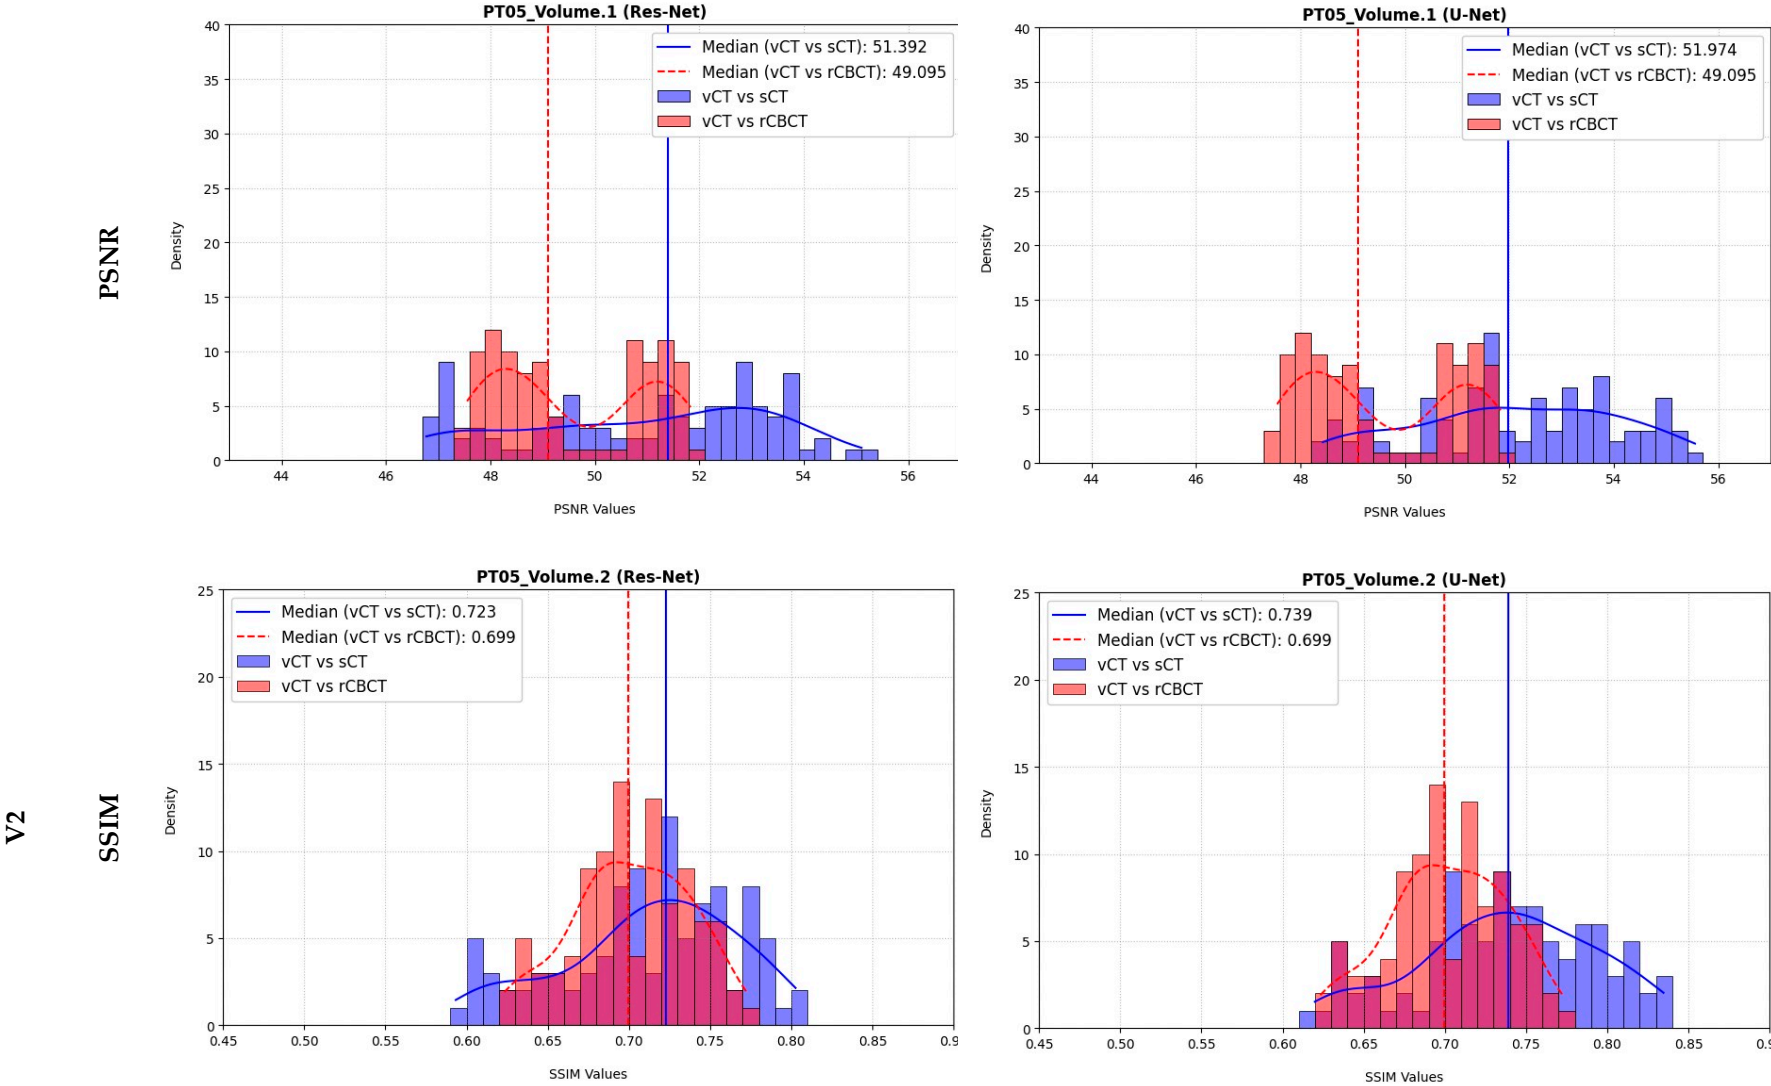 PT05_Volume.1 (Res-Net)
40
35
30
25
20
15
10
5
0
Density
Median (vCT vs sCT): 51.392
Median (vCT vs rCBCT): 49.095
vCT vs sCT
vCT vs rCBCT
44
46
48
50
52
54
56
PSNR Values
PSNR
PT05_Volume.1 (U-Net)
40
35
30
25
20
15
10
5
0
Density
Median (vCT vs sCT): 51.974
Median (vCT vs rCBCT): 49.095
vCT vs sCT
vCT vs rCBCT
44
46
48
50
52
54
56
PSNR Values
V2
SSIM
PT05_Volume.2 (Res-Net)
25
20
15
10
5
0
Density
Median (vCT vs sCT): 0.723
Median (vCT vs rCBCT): 0.699
vCT vs sCT
vCT vs rCBCT
0.45
0.50
0.55
0.60
0.65
0.70
0.75
0.80
0.85
0.9
SSIM Values
PT05_Volume.2 (U-Net)
25
20
15
10
5
0
Density
Median (vCT vs sCT): 0.739
Median (vCT vs rCBCT): 0.699
vCT vs sCT
vCT vs rCBCT
0.45
0.50
0.55
0.60
0.65
0.70
0.75
0.80
0.85
SSIM Values